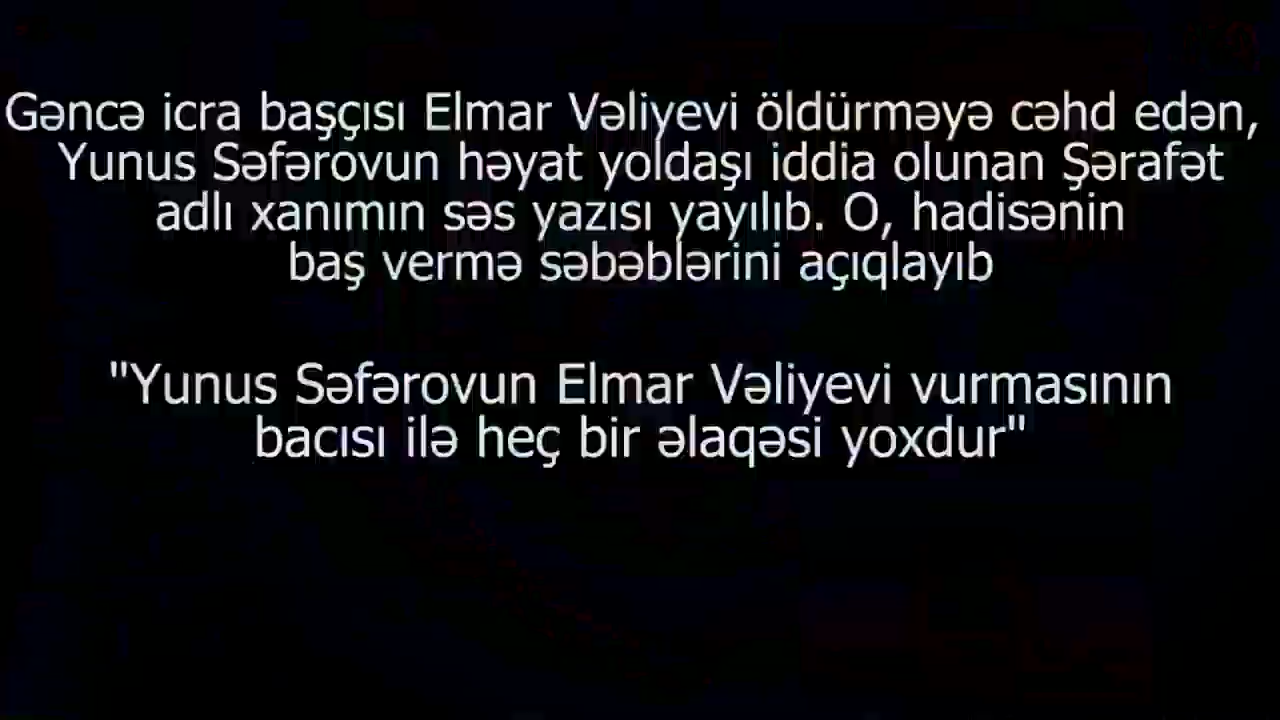 Gəncə icra başçısı Elmar Vəliyevi öldürməyə cəhd edən,
Yunus Səfərovun həyat yoldaşı iddia olunan Şərafət
adlı xanımın səs yazısı yayılıb. O, hadisənin
baş vermə səbəblərini açıqlayıb
"Yunus Səfərovun Elmar Vəliyevi vurmasının
bacısı ilə heç bir əlaqəsi yoxdur"